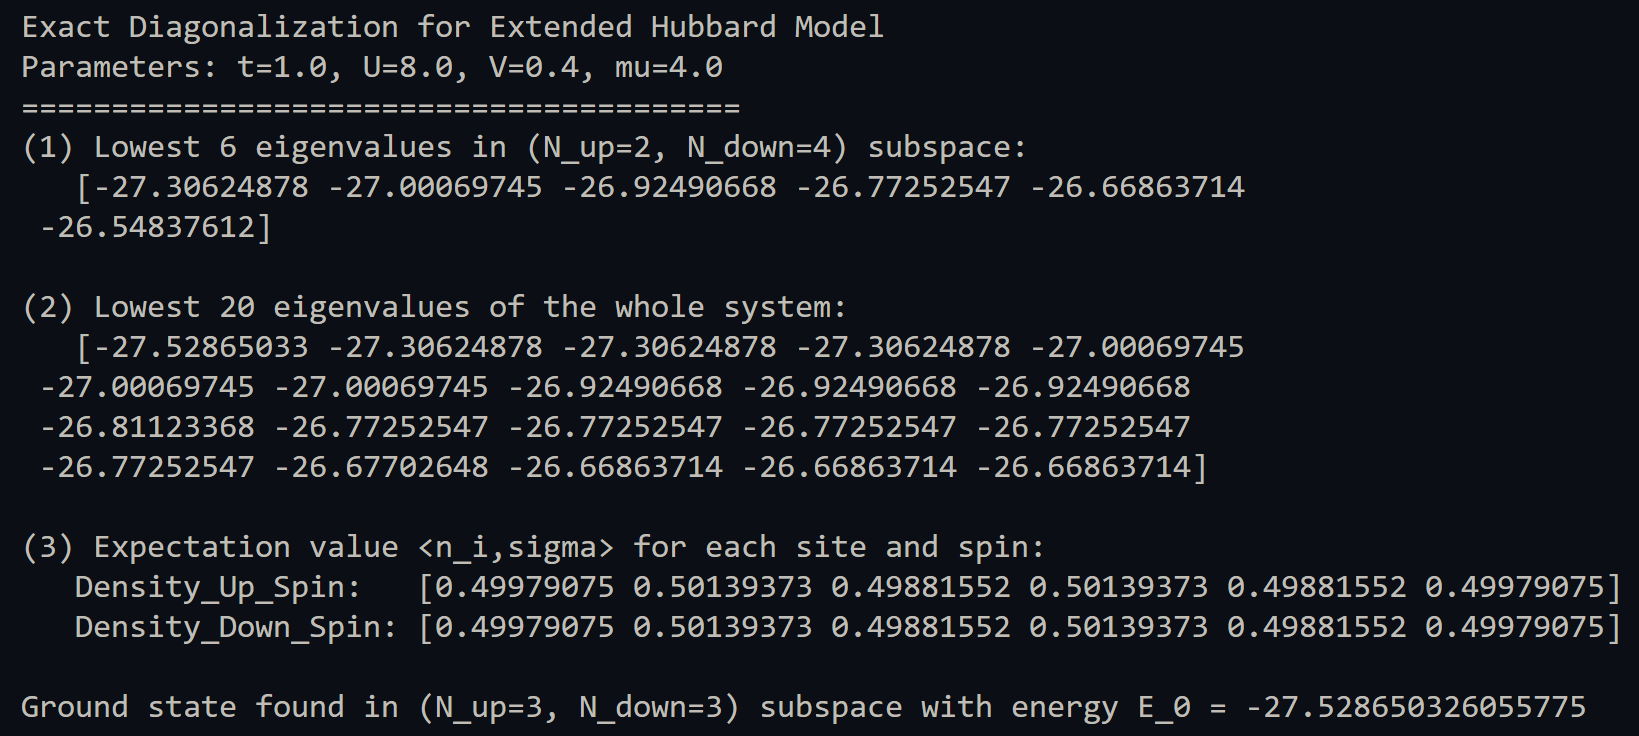 Exact Diagonalization for Extended Hubbard Model
Parameters: t=1.0, U=8.0, V=0.4, mu=4.0
========================================
(1) Lowest 6 eigenvalues in (N_up=2, N_down=4) subspace:
   [-27.30624878 -27.00069745 -26.92490668 -26.77252547 -26.66863714
 -26.54837612]

(2) Lowest 20 eigenvalues of the whole system:
   [-27.52865033 -27.30624878 -27.30624878 -27.30624878 -27.00069745
 -27.00069745 -27.00069745 -26.92490668 -26.92490668 -26.92490668
 -26.81123368 -26.77252547 -26.77252547 -26.77252547 -26.77252547
 -26.77252547 -26.67702648 -26.66863714 -26.66863714 -26.66863714]

(3) Expectation value <n_i,sigma> for each site and spin:
   Density_Up_Spin:   [0.49979075 0.50139373 0.49881552 0.50139373 0.49881552 0.49979075]
   Density_Down_Spin: [0.49979075 0.50139373 0.49881552 0.50139373 0.49881552 0.49979075]

Ground state found in (N_up=3, N_down=3) subspace with energy E_0 = -27.528650326055775